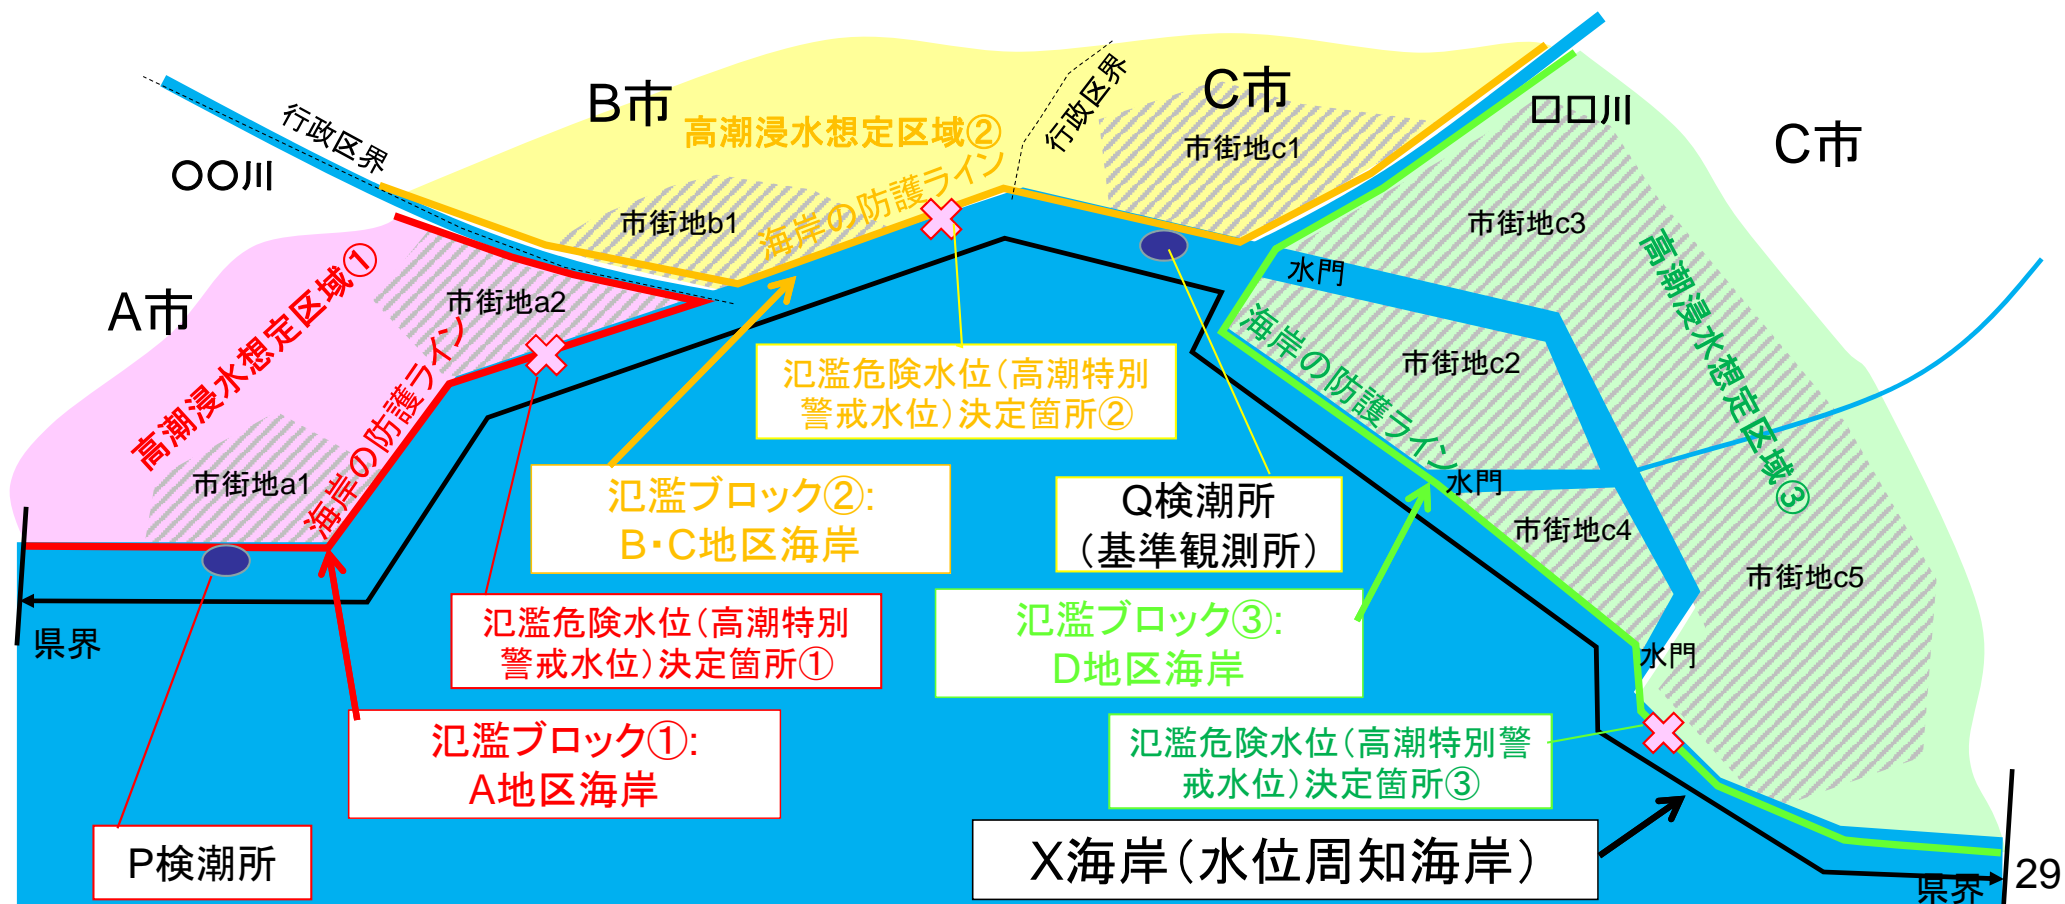 B市
C市
C市
A市
行政区界
行政区界
〇〇川
□□川
高潮浸水想定区域②
海岸の防護ライン
市街地b1
市街地c1
市街地c3
市街地a2
高潮浸水想定区域①
海岸の防護ライン
市街地a1
水門
海岸の防護ライン
市街地c2
高潮浸水想定区域③
水門
市街地c4
市街地c5
水門
氾濫危険水位（高潮特別
警戒水位）決定箇所②
氾濫ブロック②:
B・C地区海岸
Q検潮所
（基準観測所）
氾濫危険水位（高潮特別
警戒水位）決定箇所①
氾濫ブロック③:
D地区海岸
県界
氾濫ブロック①:
A地区海岸
氾濫危険水位（高潮特別警
戒水位）決定箇所③
P検潮所
X海岸（水位周知海岸）
県界
29